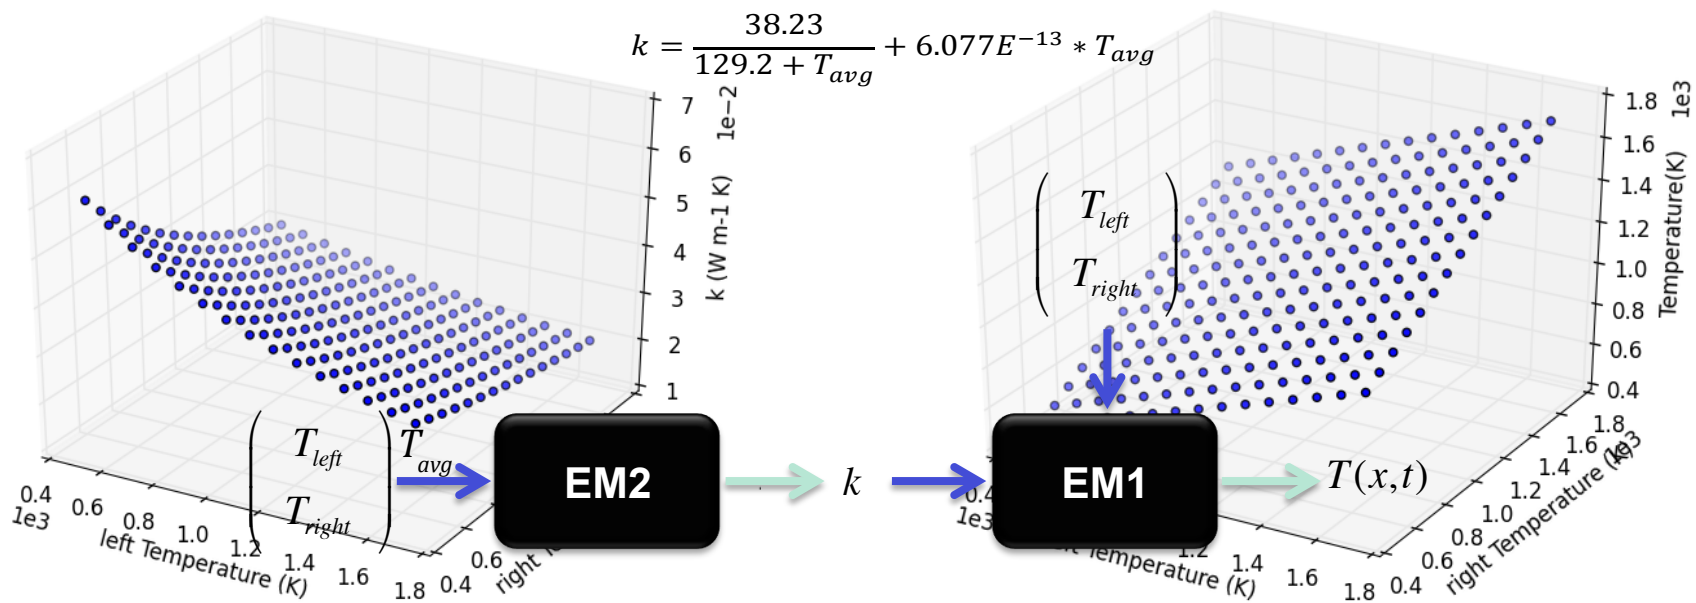 k = 38.23 / (129.2 + T_avg) + 6.077E^{-13} * T_avg
7
6
5
4
3
2
1
1e−2
k (W m-1 K)
0.4
0.6
0.8
1.0
1.2
1.4
1.6
1.8
1e3
left Temperature (K)
0.4
0.6
right
T_left
T_right
T_avg
EM2
k
EM1
T(x,t)
T_left
T_right
1.8
1.6
1.4
1.2
1.0
0.8
0.6
0.4
1e3
Temperature(K)
0.4
1e3
1.2
1.4
1.6
1.8
Temperature (K)
0.4
0.6
0.8
1.0
1.2
1.4
1.6
1.8
1e3
right Temperature (K)